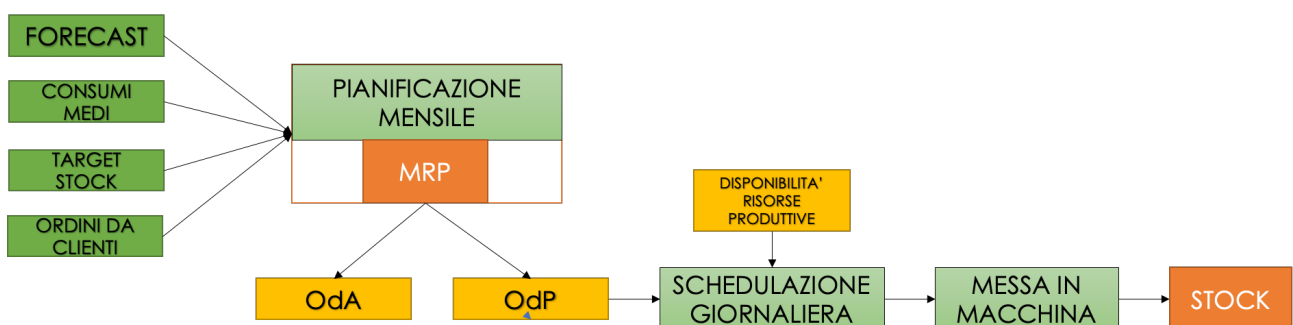 FORECAST
CONSUMI
MEDI
TARGET
STOCK
ORDINI DA
CLIENTI
PIANIFICAZIONE
MENSILE
MRP
OdA
OdP
DISPONIBILITA'
RISORSE
PRODUTTIVE
SCHEDULAZIONE
GIORNALIERA
MESSA IN
MACCHINA
STOCK